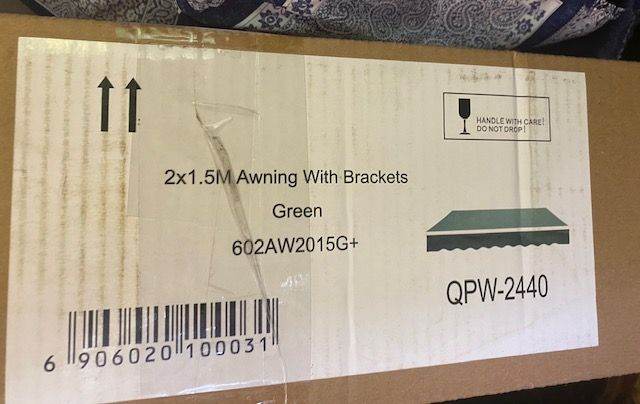 HANDLE WITH CARE!
DO NOT DROP!
2x1.5M Awning With Brackets
Green
602AW2015G+
QPW-2440
6 906020 100031